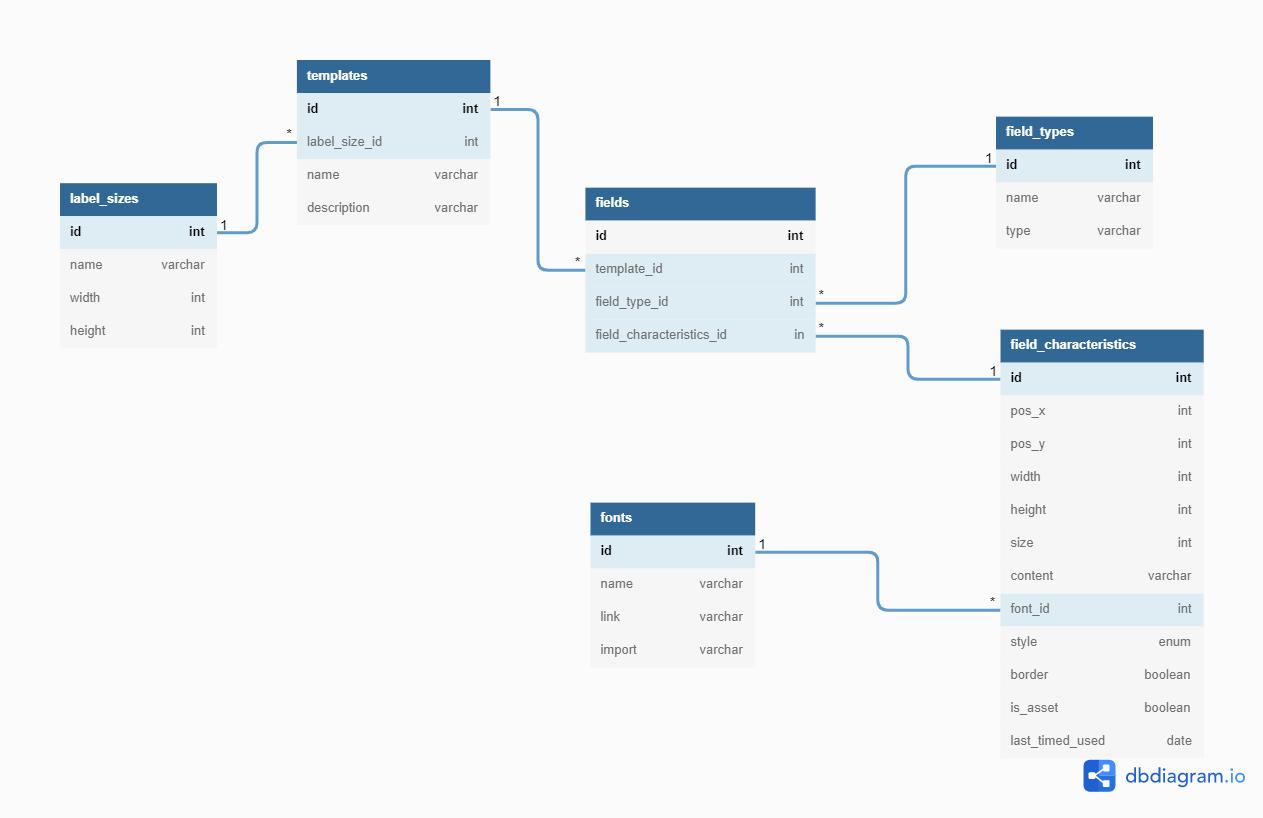 templates
id int
label_size_id int
name varchar
description varchar
1
*
label_sizes
id int
name varchar
width int
height int
1
*
fields
id int
template_id int
field_type_id int
field_characteristics_id in
*
*
field_types
id int
name varchar
type varchar
1
1
field_characteristics
id int
pos_x int
pos_y int
width int
height int
size int
content varchar
font_id int
style enum
border boolean
is_asset boolean
last_timed_used date
fonts
id int
name varchar
link varchar
import varchar
1
*
dbdiagram.io